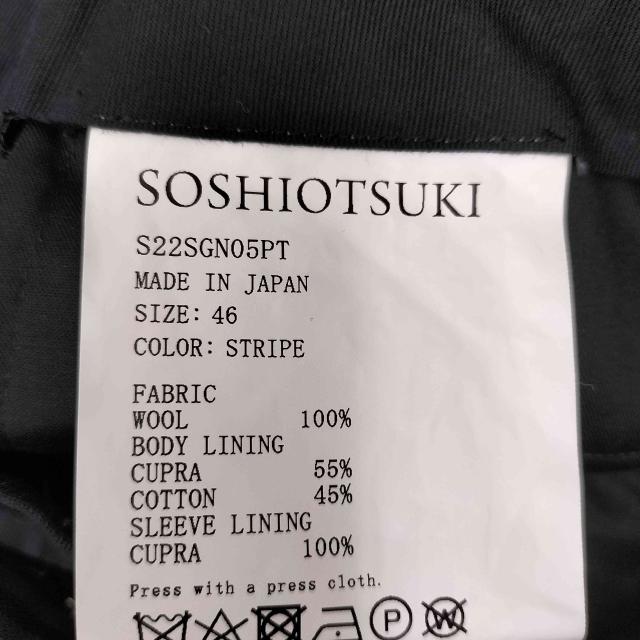 SOSHIOTSUKI
S22SGN05PT
MADE IN JAPAN
SIZE: 46
COLOR: STRIPE
FABRIC
WOOL 100%
BODY LINING
CUPRA 55%
COTTON 45%
SLEEVE LINING
CUPRA 100%
Press with a press cloth.
P W